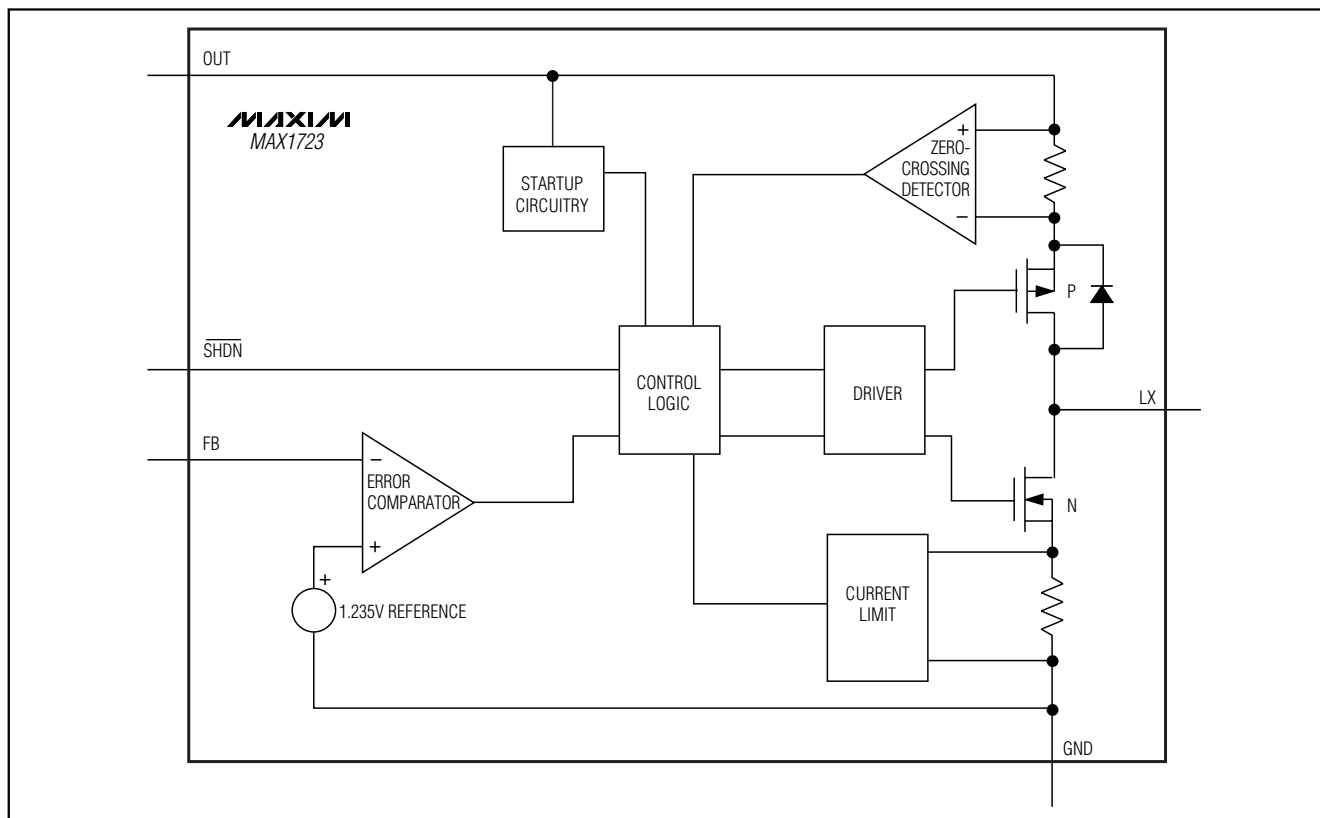 OUT
MAXIM
MAX1723
STARTUP
CIRCUITRY
+
ZERO-
CROSSING
DETECTOR
−
P
SHDN
CONTROL
LOGIC
DRIVER
LX
FB
−
ERROR
COMPARATOR
+
N
+
1.235V REFERENCE
CURRENT
LIMIT
GND